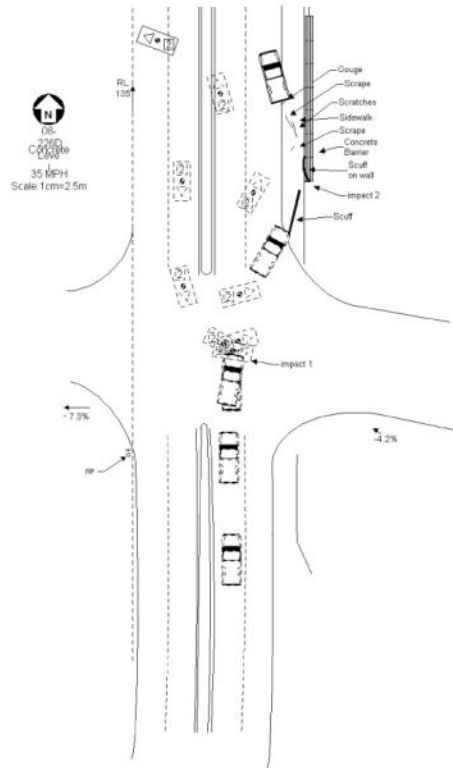 RL
135'
N
08-
226D
Concrete
Level
35 MPH
Scale:1cm=2.5m
Gouge
Scrape
Scratches
Sidewalk
Scrape
Concrete
Barrier
Scuff
on wall
impact 2
Scuff
impact 1
-7.3%
-4.2%
RP